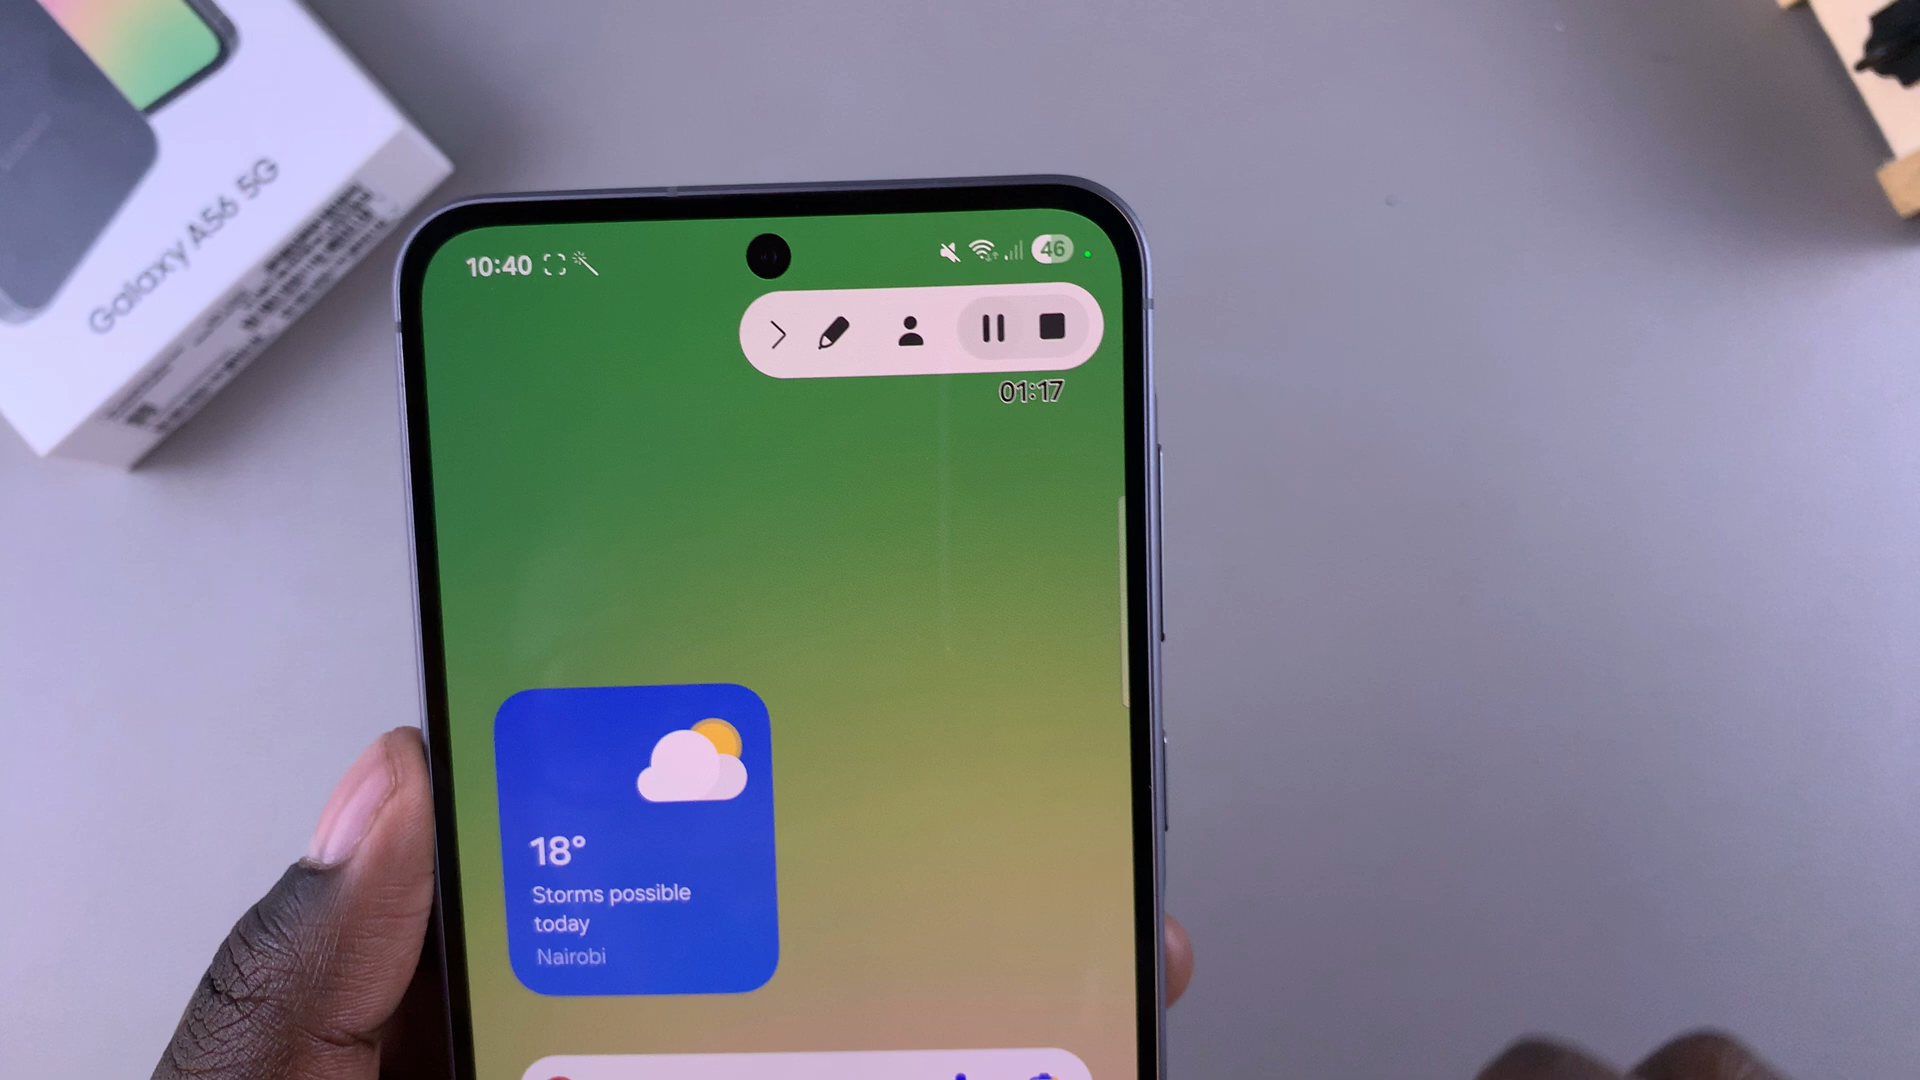 Galaxy A56 5G
10:40
46
01:17
18°
Storms possible
today
Nairobi